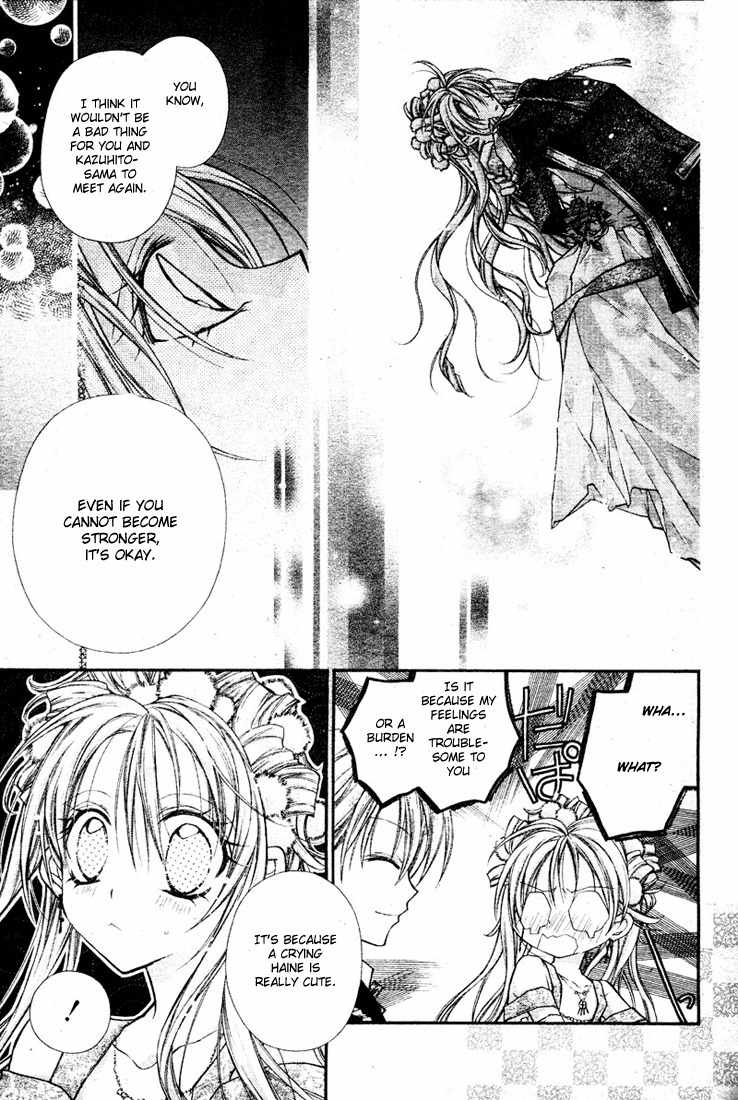 YOU
KNOW,
I THINK IT
WOULDN'T BE
A BAD THING
FOR YOU AND
KAZUHITO-
SAMA TO
MEET AGAIN.
EVEN IF YOU
CANNOT BECOME
STRONGER,
IT'S OKAY.
WHA...
WHAT?
IS IT
BECAUSE MY
FEELINGS
ARE
TROUBLE-
SOME TO
YOU
OR A
BURDEN
... !?
IT'S BECAUSE
A CRYING
HAINE IS
REALLY CUTE.
!